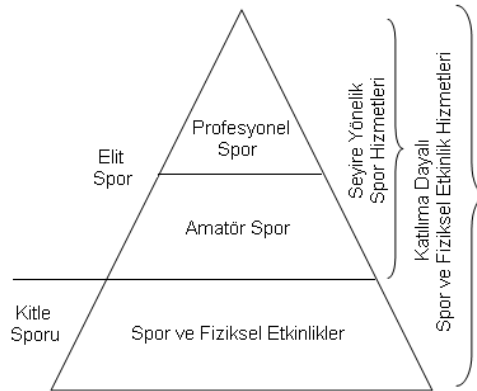 Profesyonel
Spor
Elit
Spor
Amatör Spor
Kitle
Sporu
Spor ve Fiziksel Etkinlikler
Seyire Yönelik
Spor Hizmetleri
Katılıma Dayalı
Spor ve Fiziksel Etkinlik Hizmetleri